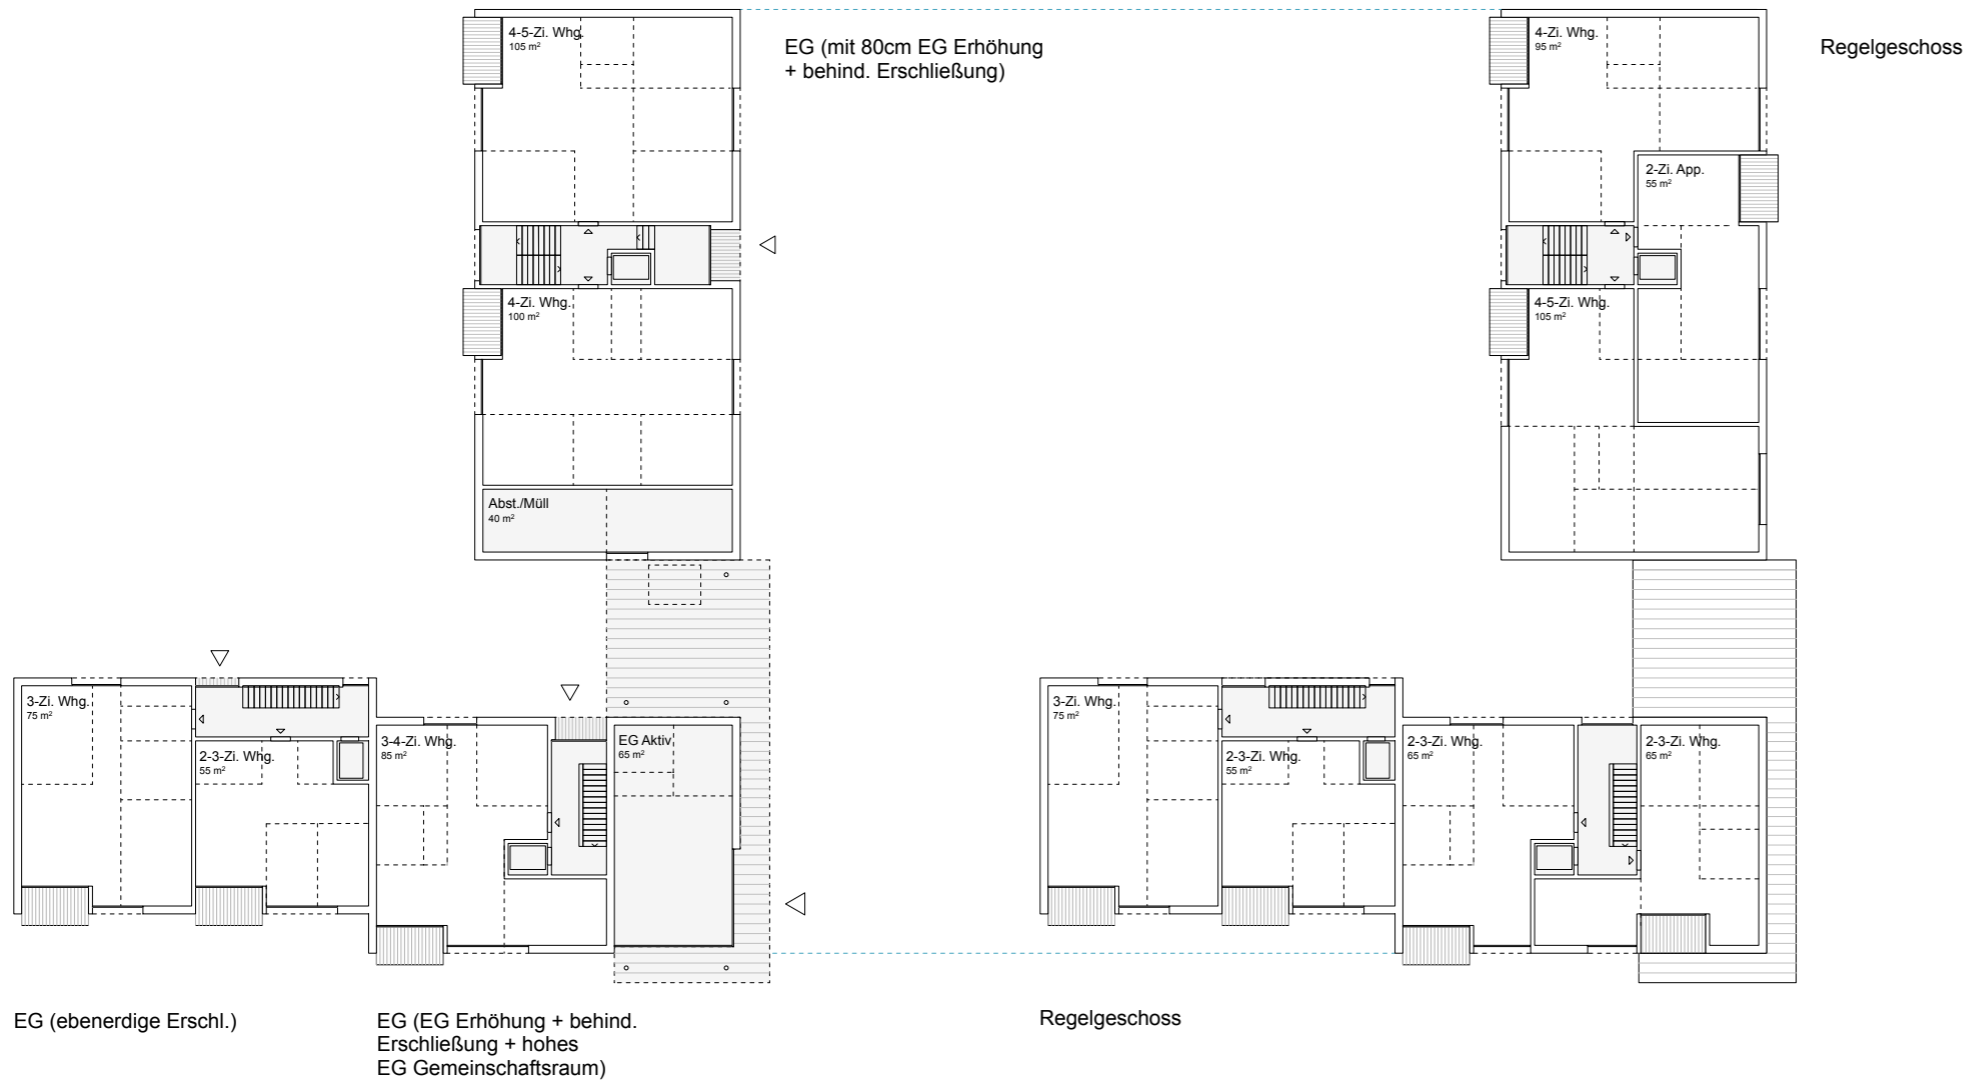 4-5-Zi. Whg.
105 m²
EG (mit 80cm EG Erhöhung
+ behind. Erschließung)
4-Zi. Whg.
95 m²
Regelgeschoss
2-Zi. App.
55 m²
4-Zi. Whg.
100 m²
4-5-Zi. Whg.
105 m²
Abst./Müll
40 m²
3-Zi. Whg.
75 m²
2-3-Zi. Whg.
55 m²
3-4-Zi. Whg.
85 m²
EG Aktiv
65 m²
3-Zi. Whg.
75 m²
2-3-Zi. Whg.
55 m²
2-3-Zi. Whg.
65 m²
2-3-Zi. Whg.
65 m²
EG (ebenerdige Erschl.)
EG (EG Erhöhung + behind.
Erschließung + hohes
EG Gemeinschaftsraum)
Regelgeschoss